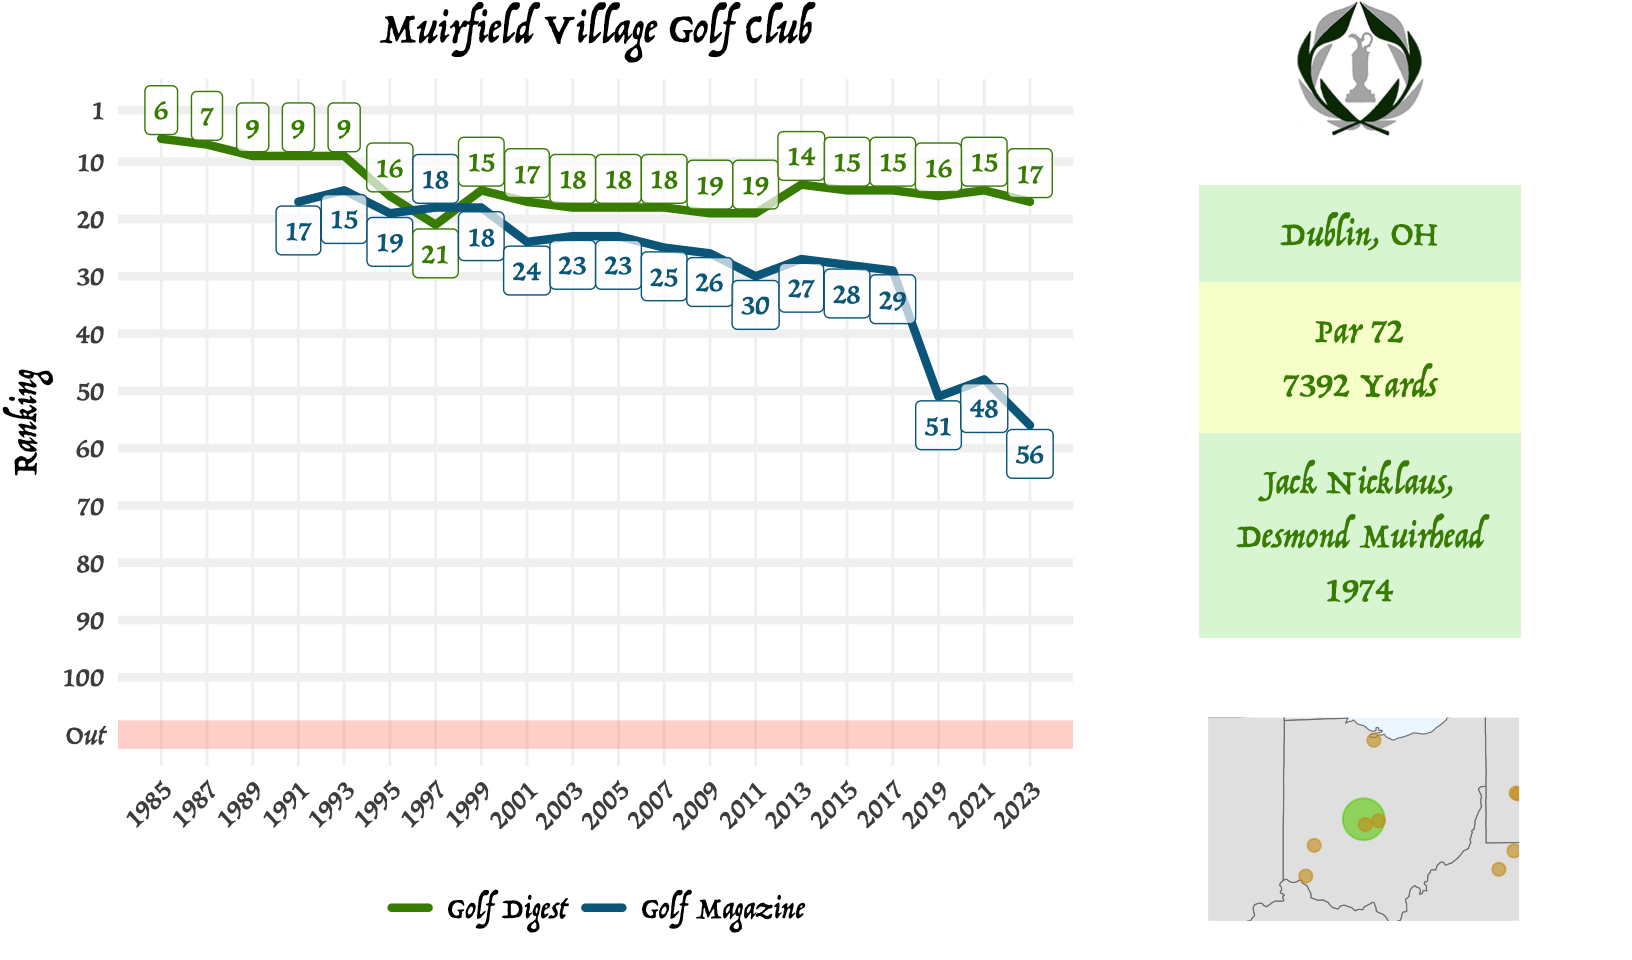 Muirfield Village Golf Club
Ranking
1
10
20
30
40
50
60
70
80
90
100
Out
6 7 9 9 9 16 21 15 17 18 18 18 19 19 14 15 15 16 15 17
17 15 19 18 18 24 23 23 25 26 30 27 28 29 51 48 56
1985 1987 1989 1991 1993 1995 1997 1999 2001 2003 2005 2007 2009 2011 2013 2015 2017 2019 2021 2023
Golf Digest Golf Magazine
Dublin, OH
Par 72
7392 Yards
Jack Nicklaus,
Desmond Muirhead
1974